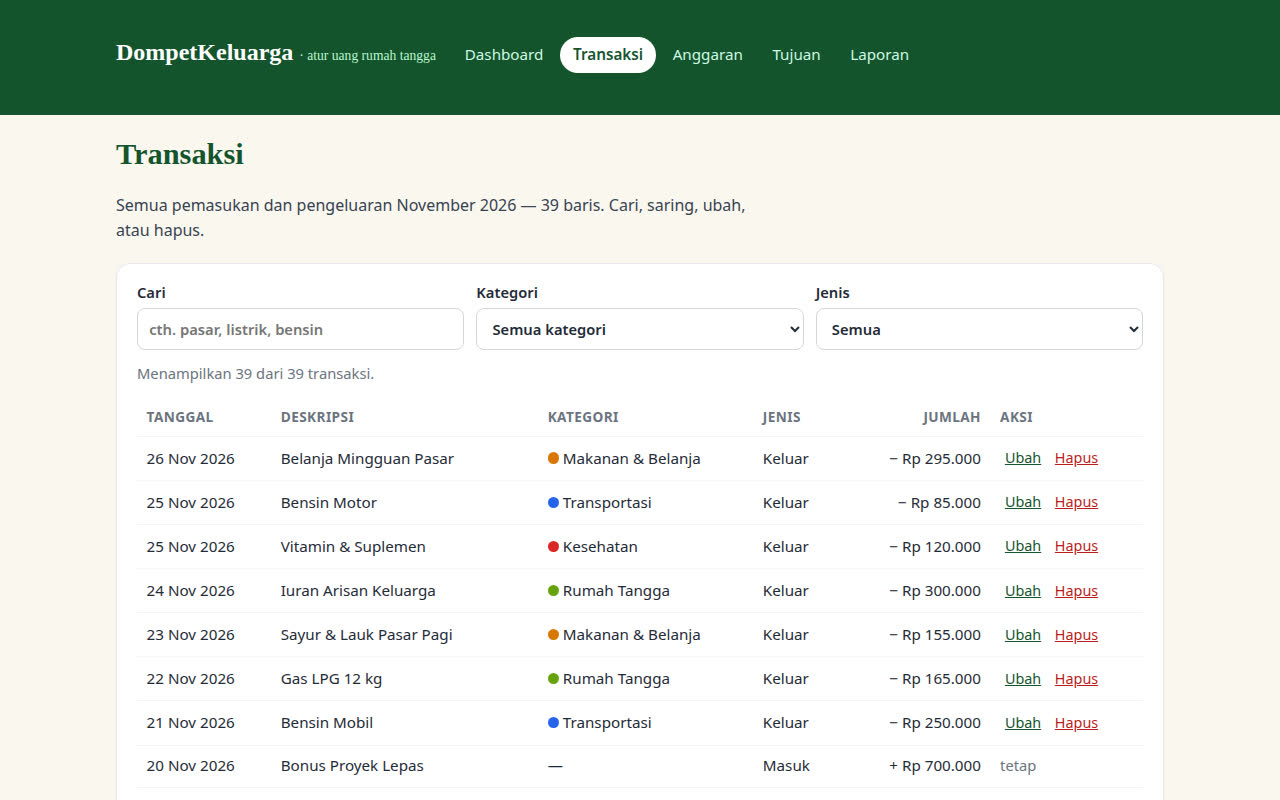 DompetKeluarga · atur uang rumah tangga Dashboard Transaksi Anggaran Tujuan Laporan
Transaksi
Semua pemasukan dan pengeluaran November 2026 — 39 baris. Cari, saring, ubah,
atau hapus.
Cari Kategori Jenis
cth. pasar, listrik, bensin Semua kategori Semua
Menampilkan 39 dari 39 transaksi.
TANGGAL DESKRIPSI KATEGORI JENIS JUMLAH AKSI
26 Nov 2026 Belanja Mingguan Pasar Makanan & Belanja Keluar − Rp 295.000 Ubah Hapus
25 Nov 2026 Bensin Motor Transportasi Keluar − Rp 85.000 Ubah Hapus
25 Nov 2026 Vitamin & Suplemen Kesehatan Keluar − Rp 120.000 Ubah Hapus
24 Nov 2026 Iuran Arisan Keluarga Rumah Tangga Keluar − Rp 300.000 Ubah Hapus
23 Nov 2026 Sayur & Lauk Pasar Pagi Makanan & Belanja Keluar − Rp 155.000 Ubah Hapus
22 Nov 2026 Gas LPG 12 kg Rumah Tangga Keluar − Rp 165.000 Ubah Hapus
21 Nov 2026 Bensin Mobil Transportasi Keluar − Rp 250.000 Ubah Hapus
20 Nov 2026 Bonus Proyek Lepas — Masuk + Rp 700.000 tetap